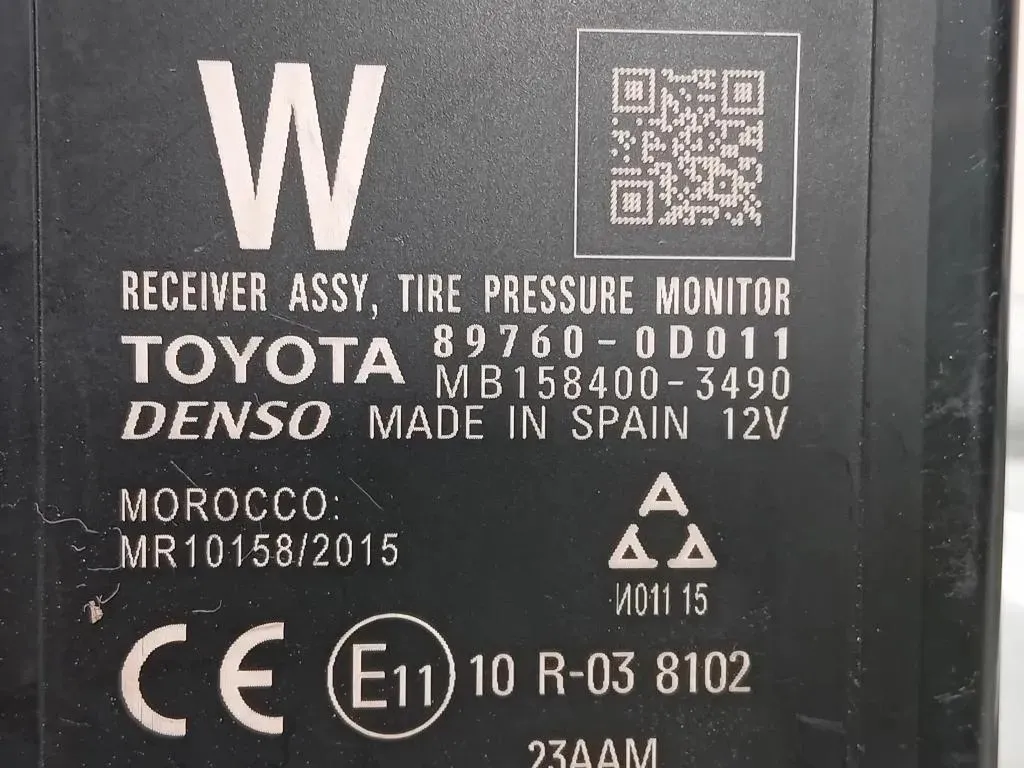 W
RECEIVER ASSY, TIRE PRESSURE MONITOR
TOYOTA 89760-0D011
MB158400-3490
DENSO MADE IN SPAIN 12V
MOROCCO:
MR10158/2015
И011 15
CE E11 10 R-03 8102
23AAM